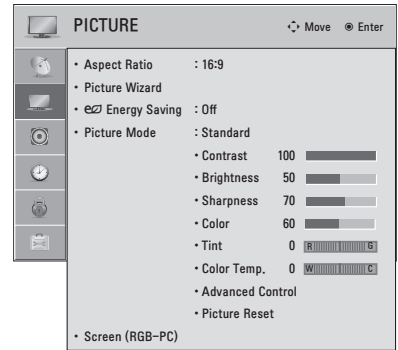 PICTURE Move Enter
• Aspect Ratio : 16:9
• Picture Wizard
• e Energy Saving : Off
• Picture Mode : Standard
• Contrast 100
• Brightness 50
• Sharpness 70
• Color 60
• Tint 0 R G
• Color Temp. 0 W C
• Advanced Control
• Picture Reset
• Screen (RGB-PC)